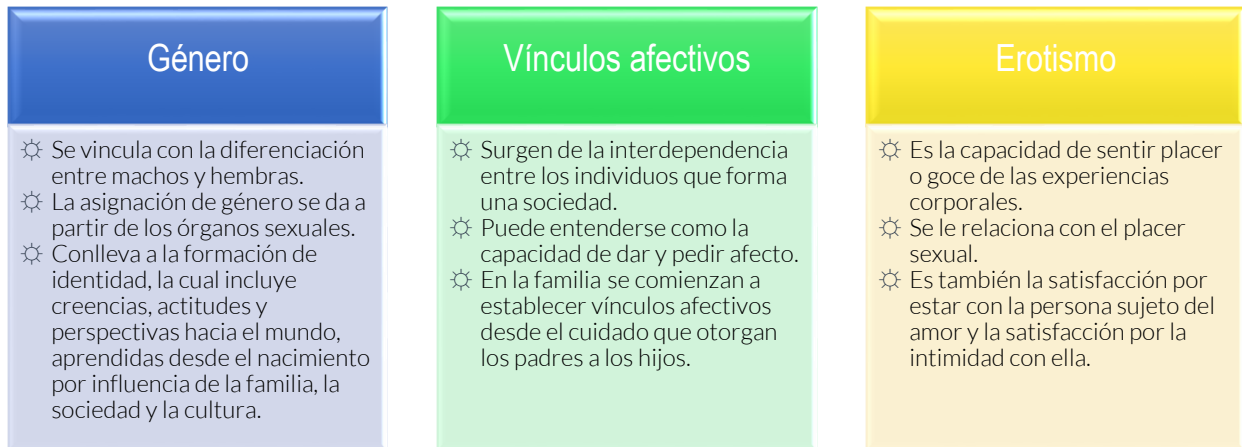 Género
☼ Se vincula con la diferenciación
entre machos y hembras.
☼ La asignación de género se da a
partir de los órganos sexuales.
☼ Conlleva a la formación de
identidad, la cual incluye
creencias, actitudes y
perspectivas hacia el mundo,
aprendidas desde el nacimiento
por influencia de la familia, la
sociedad y la cultura.
Vínculos afectivos
☼ Surgen de la interdependencia
entre los individuos que forma
una sociedad.
☼ Puede entenderse como la
capacidad de dar y pedir afecto.
☼ En la familia se comienzan a
establecer vínculos afectivos
desde el cuidado que otorgan
los padres a los hijos.
Erotismo
☼ Es la capacidad de sentir placer
o goce de las experiencias
corporales.
☼ Se le relaciona con el placer
sexual.
☼ Es también la satisfacción por
estar con la persona sujeto del
amor y la satisfacción por la
intimidad con ella.